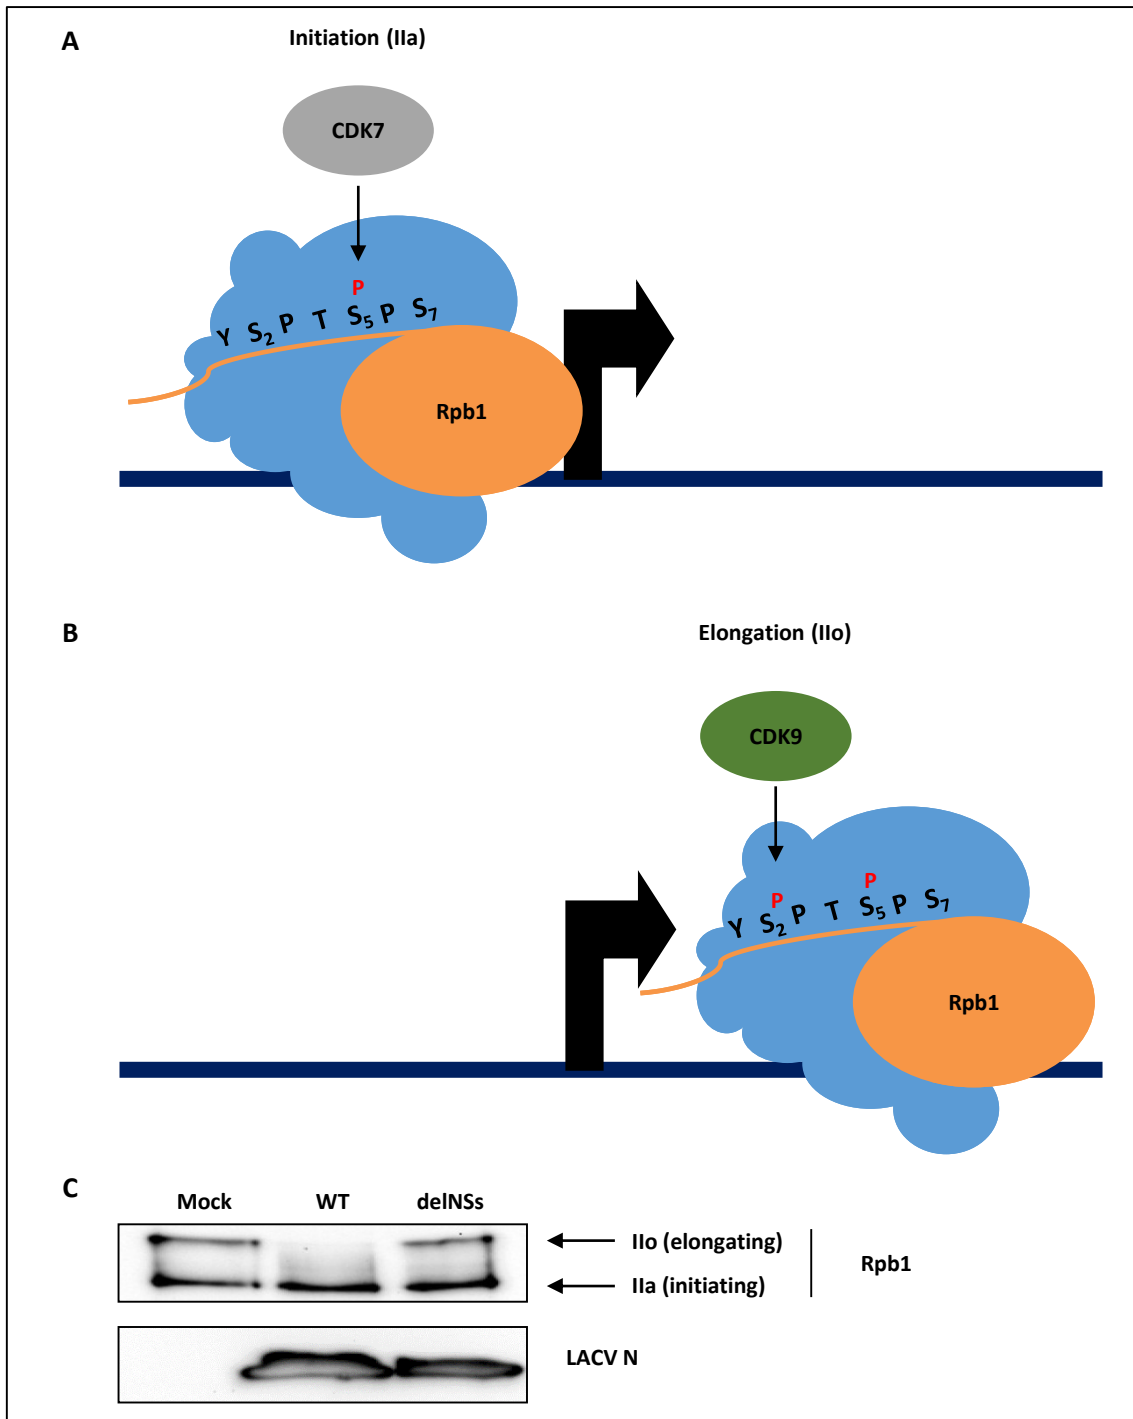 A
Initiation (IIa)
CDK7
P
Y S₂ P T S₅ P S₇
Rpb1
B
Elongation (IIo)
CDK9
P P
Y S₂ P T S₅ P S₇
Rpb1
C
Mock WT delNSs
IIo (elongating)
Rpb1
IIa (initiating)
LACV N